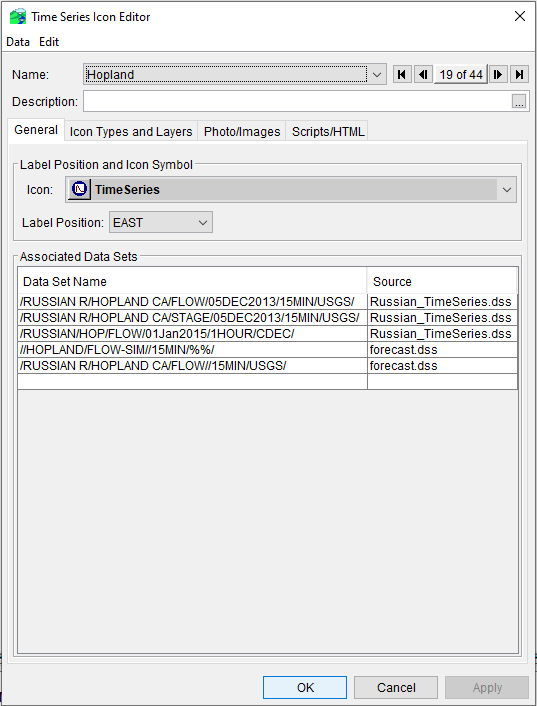 Time Series Icon Editor
Data Edit
Name: Hopland 19 of 44
Description: ...
General Icon Types and Layers Photo/Images Scripts/HTML
Label Position and Icon Symbol
Icon: TimeSeries
Label Position: EAST
Associated Data Sets
Data Set Name Source
/RUSSIAN R/HOPLAND CA/FLOW/05DEC2013/15MIN/USGS/ Russian_TimeSeries.dss
/RUSSIAN R/HOPLAND CA/STAGE/05DEC2013/15MIN/USGS/ Russian_TimeSeries.dss
/RUSSIAN/HOP/FLOW/01Jan2015/1HOUR/CDEC/ Russian_TimeSeries.dss
//HOPLAND/FLOW-SIM//15MIN/%%/ forecast.dss
/RUSSIAN R/HOPLAND CA/FLOW//15MIN/USGS/ forecast.dss
OK Cancel Apply